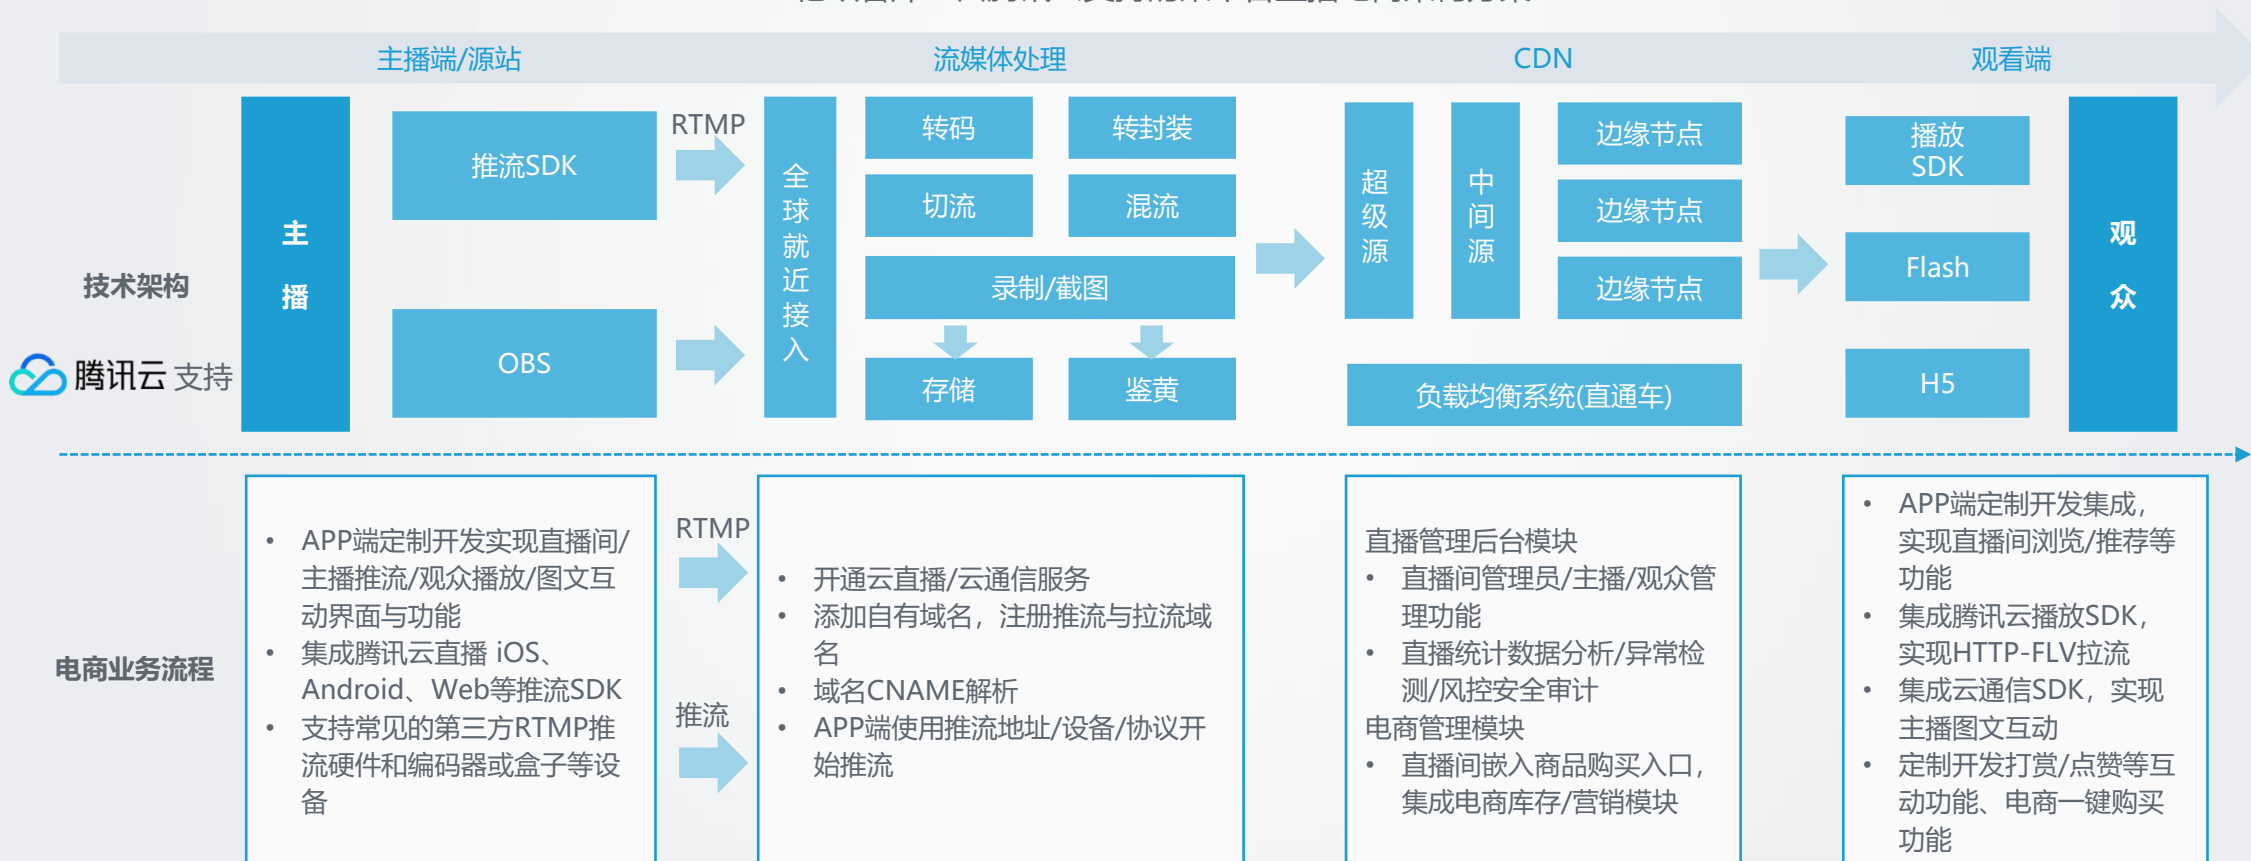 主播端/源站
流媒体处理
CDN
观看端
技术架构
腾讯云 支持
主播
推流SDK
OBS
RTMP
全球就近接入
转码
转封装
切流
混流
录制/截图
存储
鉴黄
超级源
中间源
边缘节点
边缘节点
边缘节点
负载均衡系统(直通车)
播放
SDK
Flash
H5
观众
电商业务流程
• APP端定制开发实现直播间/
主播推流/观众播放/图文互
动界面与功能
• 集成腾讯云直播 iOS、
Android、Web等推流SDK
• 支持常见的第三方RTMP推
流硬件和编码器或盒子等设
备
RTMP
推流
• 开通云直播/云通信服务
• 添加自有域名，注册推流与拉流域
名
• 域名CNAME解析
• APP端使用推流地址/设备/协议开
始推流
直播管理后台模块
• 直播间管理员/主播/观众管
理功能
• 直播统计数据分析/异常检
测/风控安全审计
电商管理模块
• 直播间嵌入商品购买入口，
集成电商库存/营销模块
• APP端定制开发集成，
实现直播间浏览/推荐等
功能
• 集成腾讯云播放SDK，
实现HTTP-FLV拉流
• 集成云通信SDK，实现
主播图文互动
• 定制开发打赏/点赞等互
动功能、电商一键购买
功能